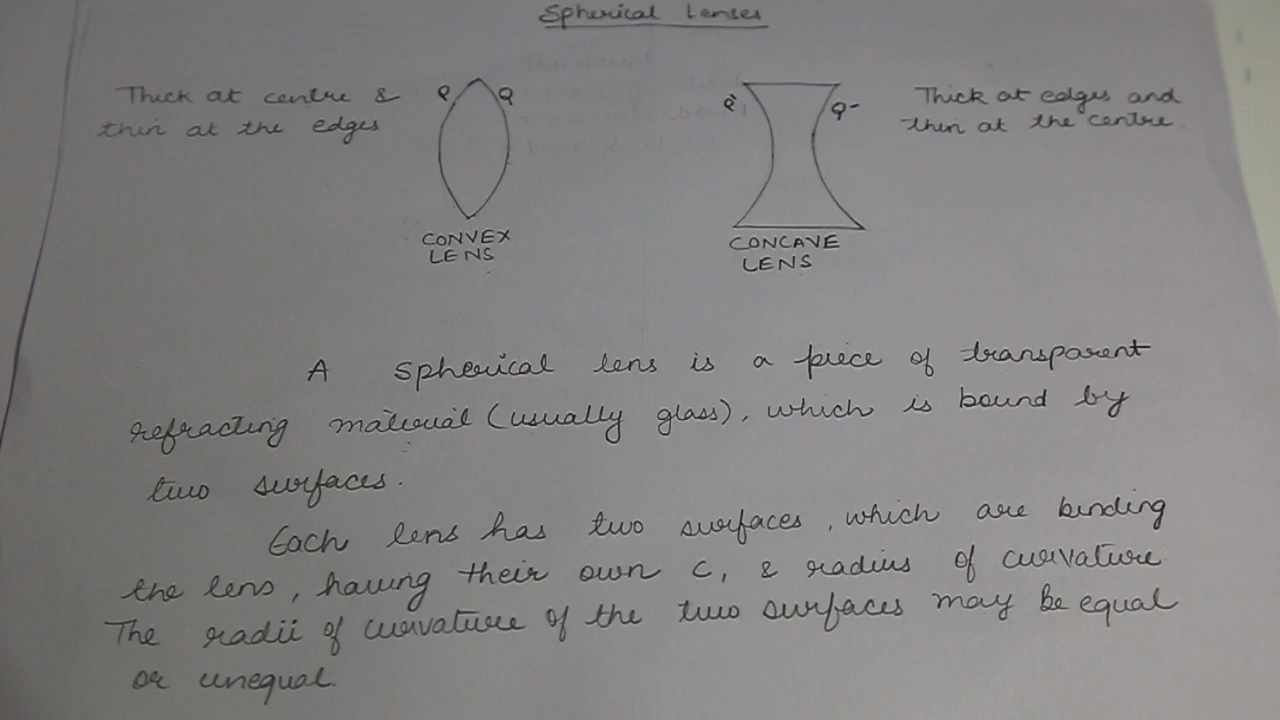 Spherical Lenses
Thick at centre &
thin at the edges
P Q
CONVEX
LENS
CONCAVE
LENS
Thick at edges and
thin at the centre
A spherical lens is a piece of transparent
refracting material (usually glass), which is bound by
two surfaces.
Each lens has two surfaces, which are binding
the lens, having their own C, & radius of curvature.
The radii of curvature of the two surfaces may be equal
or unequal.